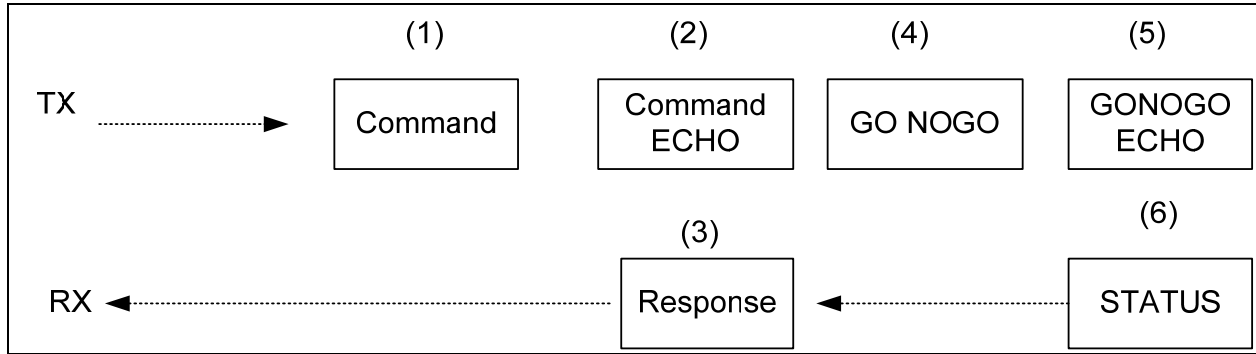 (1)
(2)
(4)
(5)
TX
Command
Command
ECHO
GO NOGO
GONOGO
ECHO
(3)
(6)
RX
Response
STATUS